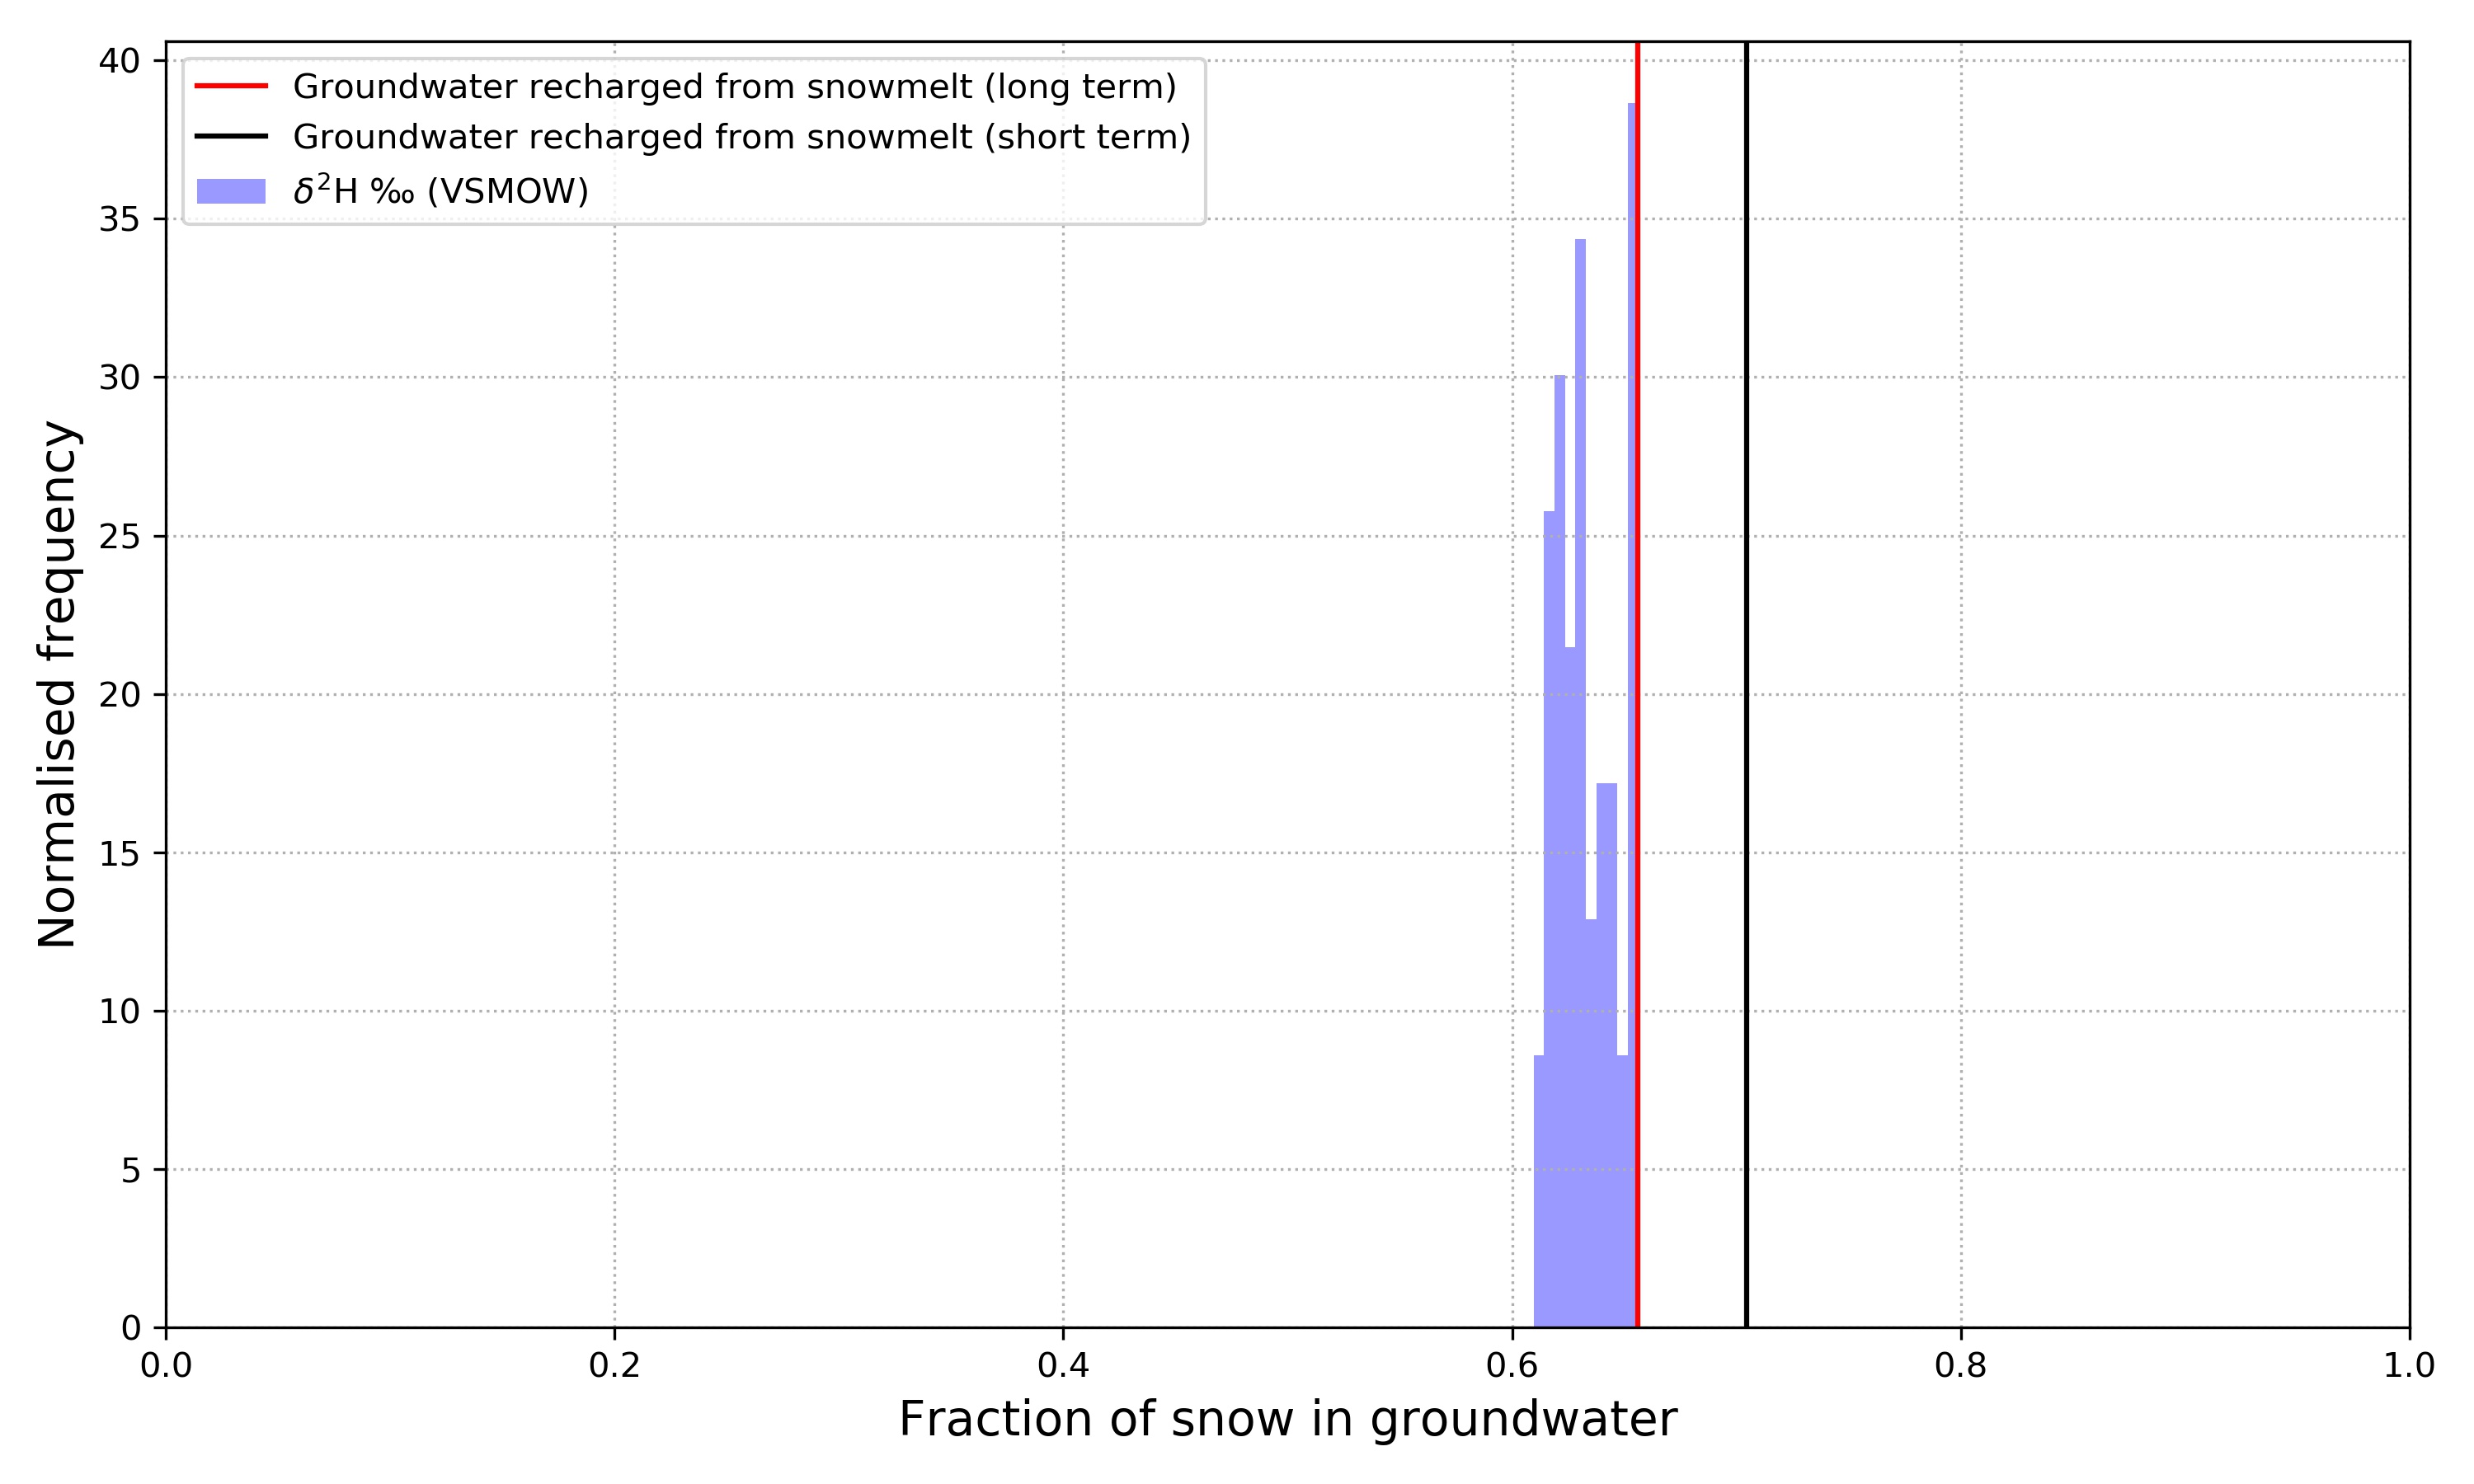 40
35
30
25
20
15
10
5
0
Normalised frequency
Groundwater recharged from snowmelt (long term)
Groundwater recharged from snowmelt (short term)
δ²H ‰ (VSMOW)
0.0 0.2 0.4 0.6 0.8 1.0
Fraction of snow in groundwater